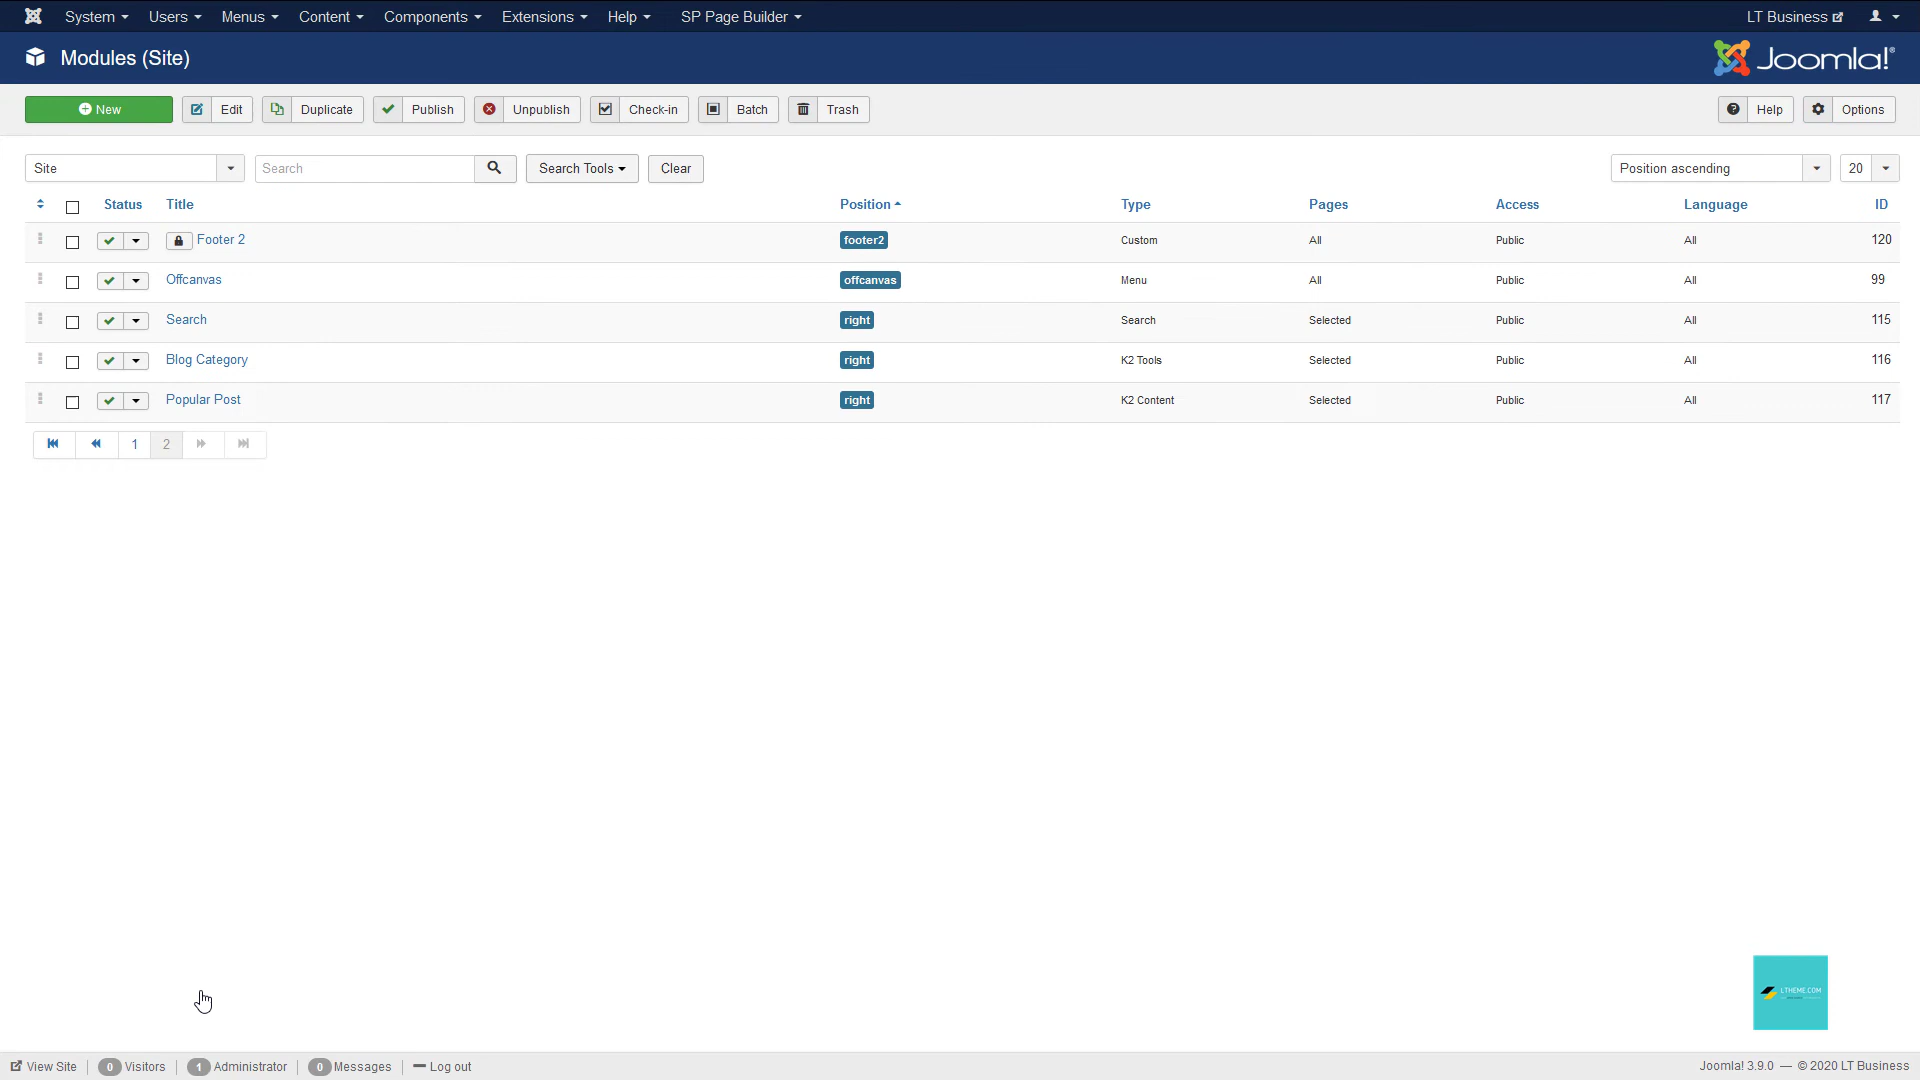 System Users Menus Content Components Extensions Help SP Page Builder LT Business
Modules (Site) Joomla!®
New Edit Duplicate Publish Unpublish Check-in Batch Trash Help Options
Site Search Search Tools Clear Position ascending 20
Status Title Position Type Pages Access Language ID
Footer 2 footer2 Custom All Public All 120
Offcanvas offcanvas Menu All Public All 99
Search right Search Selected Public All 115
Blog Category right K2 Tools Selected Public All 116
Popular Post right K2 Content Selected Public All 117
1 2
LTHEME.COM
View Site 0 Visitors 1 Administrator 0 Messages Log out Joomla! 3.9.0 — © 2020 LT Business